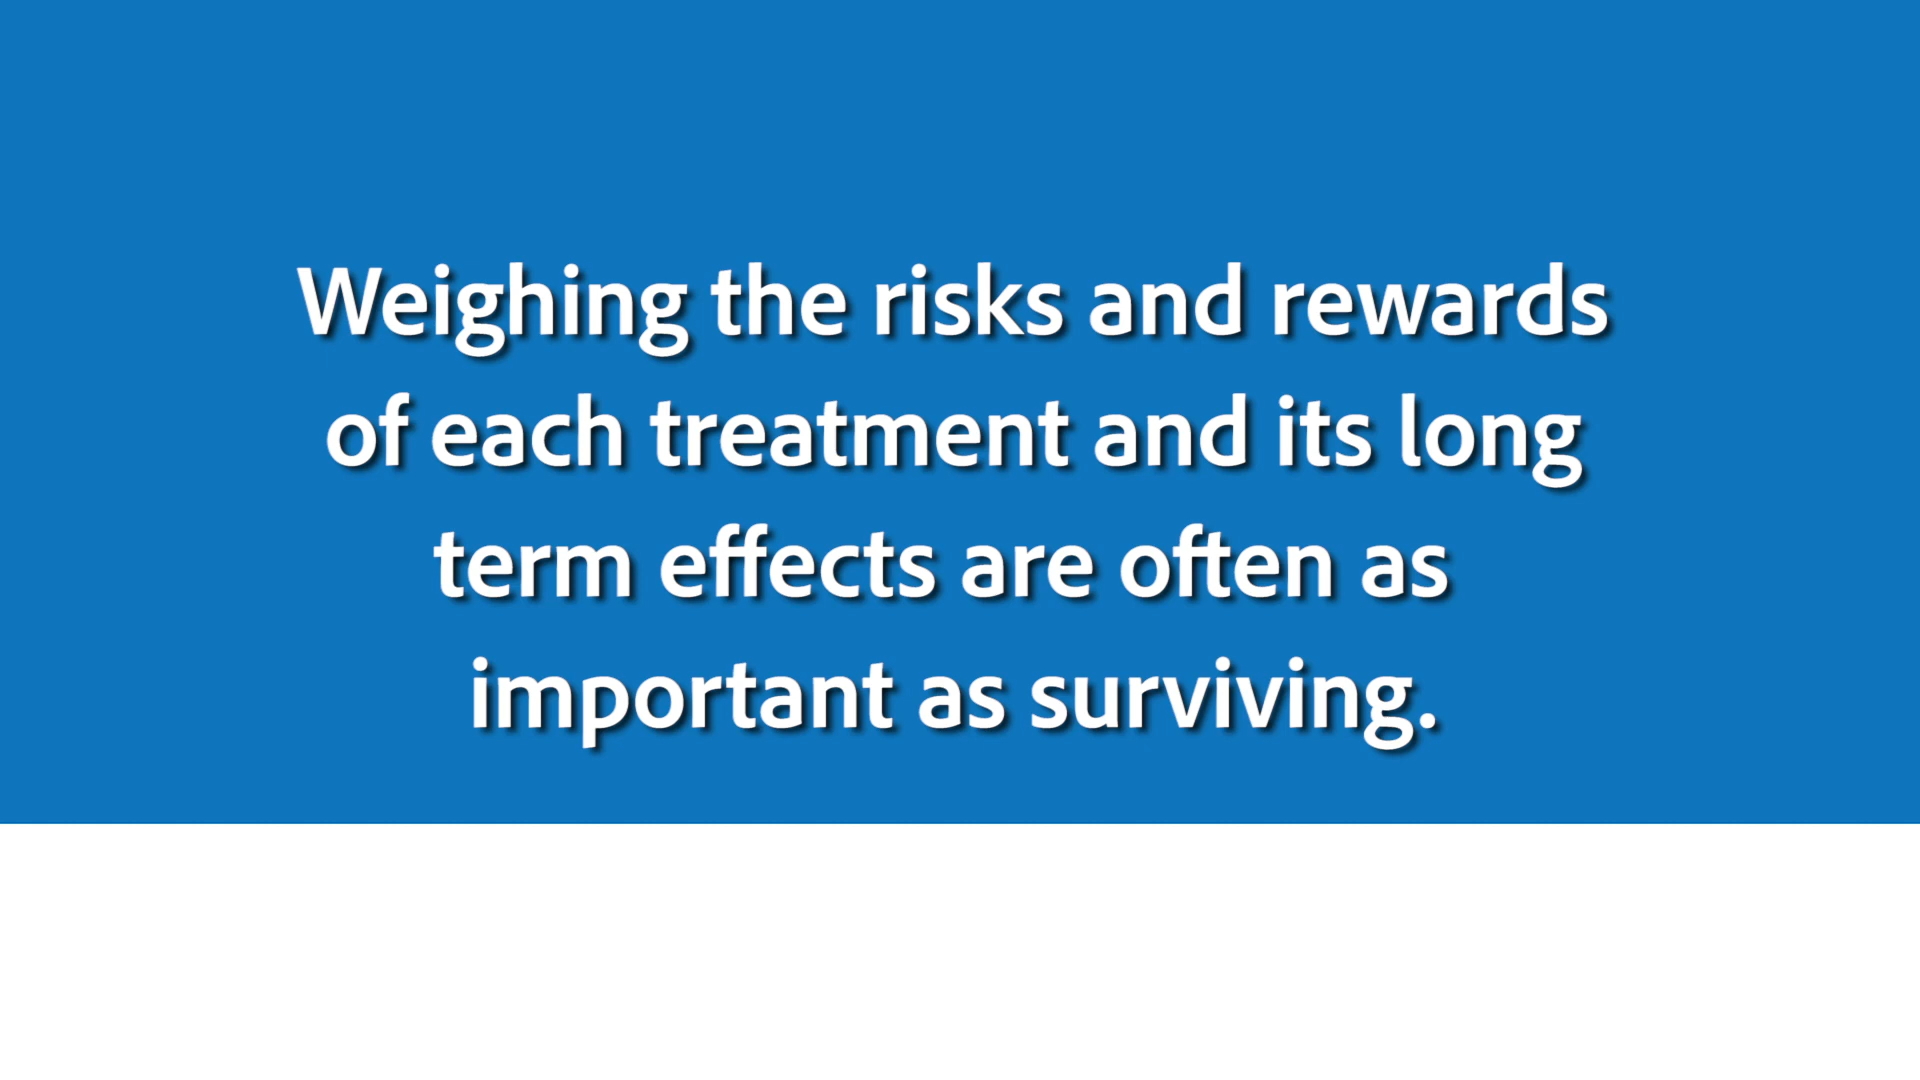 Weighing the risks and rewards
of each treatment and its long
term effects are often as
important as surviving.